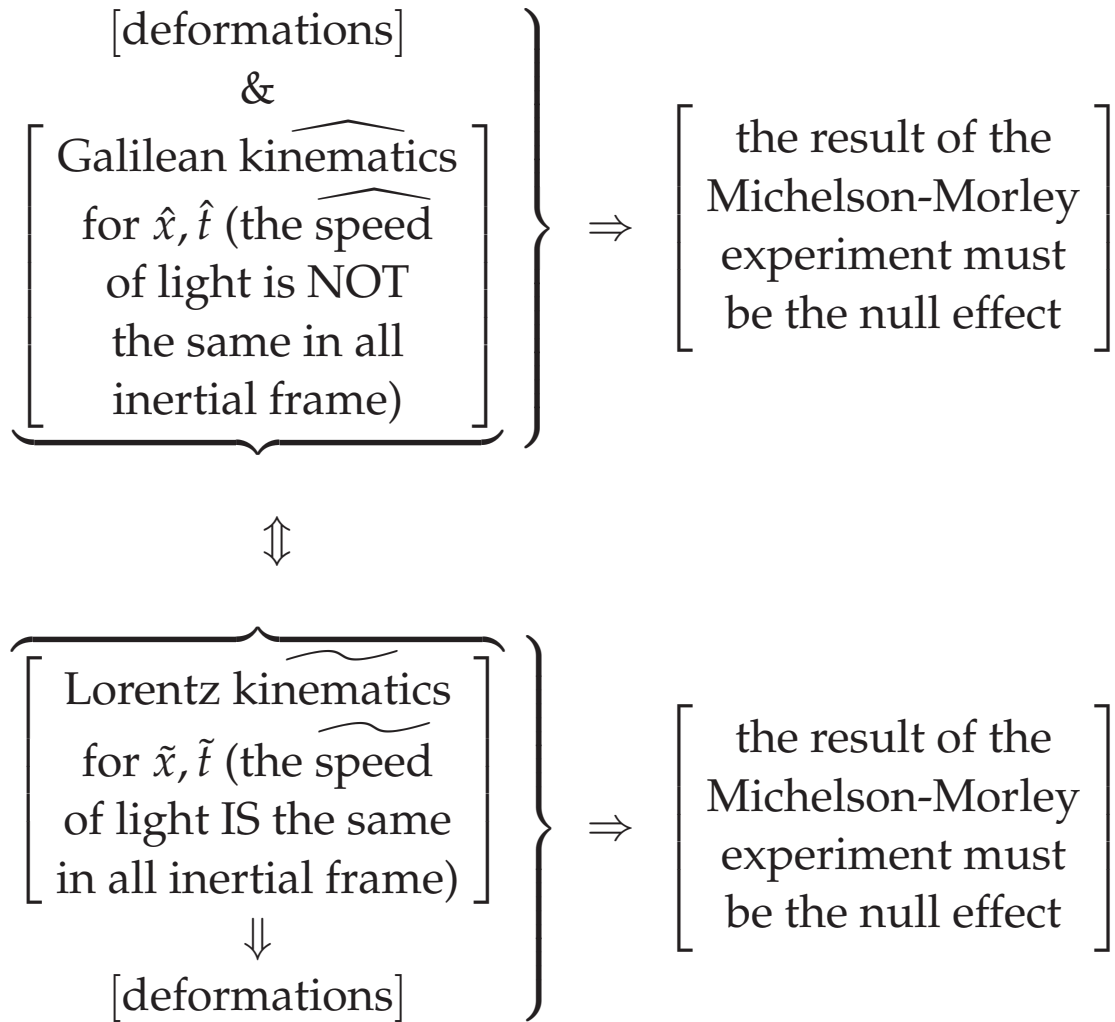 [deformations]
&
Galilean kinematics
for x̂, t̂ (the speed
of light is NOT
the same in all
inertial frame)
⇒
the result of the
Michelson-Morley
experiment must
be the null effect
⇕
Lorentz kinematics
for x̃, t̃ (the speed
of light IS the same
in all inertial frame)
⇓
[deformations]
⇒
the result of the
Michelson-Morley
experiment must
be the null effect